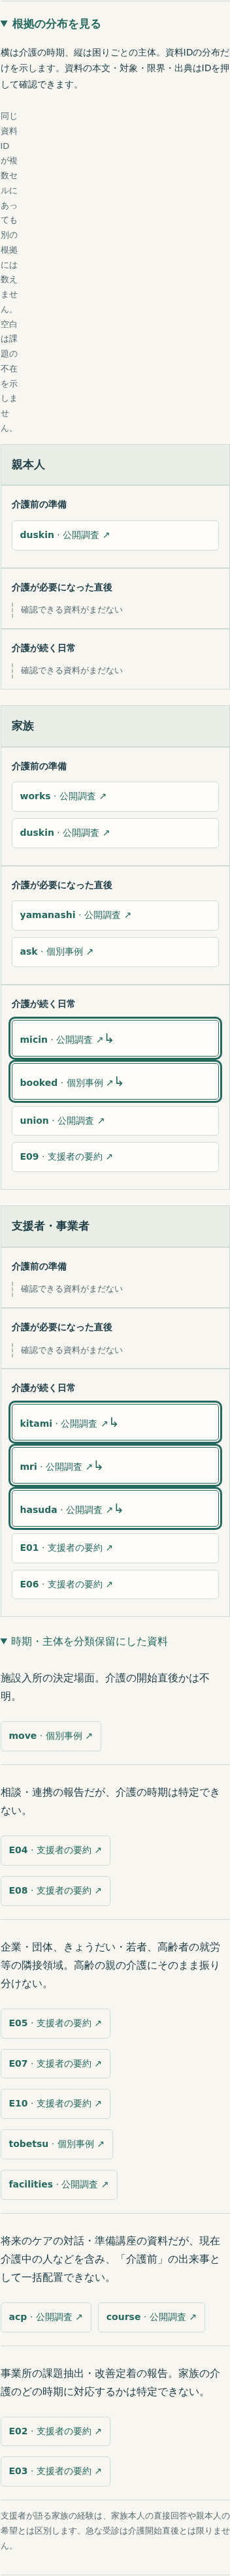 ▼ 根拠の分布を見る
横は介護の時期、縦は困りごとの主体。資料IDの分布だ
けを示します。資料の本文・対象・限界・出典はIDを押
して確認できます。
同じ
資料
ID
が複
数セ
ルに
あっ
ても
別の
根拠
には
数え
ませ
ん。
空白
は課
題の
不在
を示
しま
せ
ん。
親本人
介護前の準備
duskin · 公開調査 ↗
介護が必要になった直後
確認できる資料がまだない
介護が続く日常
確認できる資料がまだない
家族
介護前の準備
works · 公開調査 ↗
duskin · 公開調査 ↗
介護が必要になった直後
yamanashi · 公開調査 ↗
ask · 個別事例 ↗
介護が続く日常
micin · 公開調査 ↗↳
booked · 個別事例 ↗↳
union · 公開調査 ↗
E09 · 支援者の要約 ↗
支援者・事業者
介護前の準備
確認できる資料がまだない
介護が必要になった直後
確認できる資料がまだない
介護が続く日常
kitami · 公開調査 ↗↳
mri · 公開調査 ↗↳
hasuda · 公開調査 ↗↳
E01 · 支援者の要約 ↗
E06 · 支援者の要約 ↗
▼ 時期・主体を分類保留にした資料
施設入所の決定場面。介護の開始直後かは不
明。
move · 個別事例 ↗
相談・連携の報告だが、介護の時期は特定でき
ない。
E04 · 支援者の要約 ↗
E08 · 支援者の要約 ↗
企業・団体、きょうだい・若者、高齢者の就労
等の隣接領域。高齢の親の介護にそのまま振り
分けない。
E05 · 支援者の要約 ↗
E07 · 支援者の要約 ↗
E10 · 支援者の要約 ↗
tobetsu · 個別事例 ↗
facilities · 公開調査 ↗
将来のケアの対話・準備講座の資料だが、現在
介護中の人などを含み、「介護前」の出来事と
して一括配置できない。
acp · 公開調査 ↗ course · 公開調査 ↗
事業所の課題抽出・改善定着の報告。家族の介
護のどの時期に対応するかは特定できない。
E02 · 支援者の要約 ↗
E03 · 支援者の要約 ↗
支援者が語る家族の経験は、家族本人の直接回答や親本人の
希望とは区別します。急な受診は介護開始直後とは限りませ
ん。